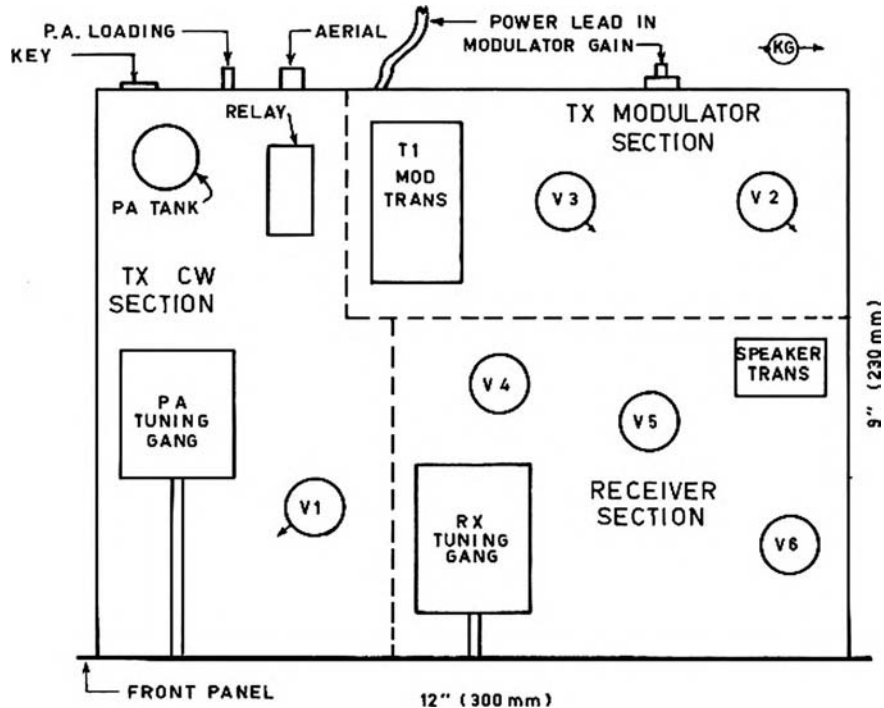 P.A. LOADING
AERIAL
POWER LEAD IN
MODULATOR GAIN
KEY
KG
RELAY
TX MODULATOR
SECTION
T1
MOD
TRANS
V3
V2
PA TANK
TX CW
SECTION
SPEAKER
TRANS
9" (230 mm)
V4
PA
TUNING
GANG
V5
RECEIVER
SECTION
V1
RX
TUNING
GANG
V6
FRONT PANEL
12" (300 mm)